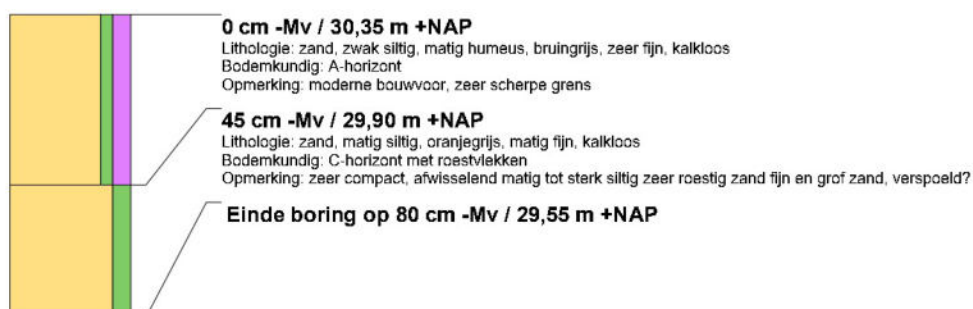 0 cm -Mv / 30,35 m +NAP
Lithologie: zand, zwak siltig, matig humeus, bruingrijs, zeer fijn, kalkloos
Bodemkundig: A-horizont
Opmerking: moderne bouwvoor, zeer scherpe grens
45 cm -Mv / 29,90 m +NAP
Lithologie: zand, matig siltig, oranjegrijs, matig fijn, kalkloos
Bodemkundig: C-horizont met roestvlekken
Opmerking: zeer compact, afwisselend matig tot sterk siltig zeer roestig zand fijn en grof zand, verspoeld?
Einde boring op 80 cm -Mv / 29,55 m +NAP